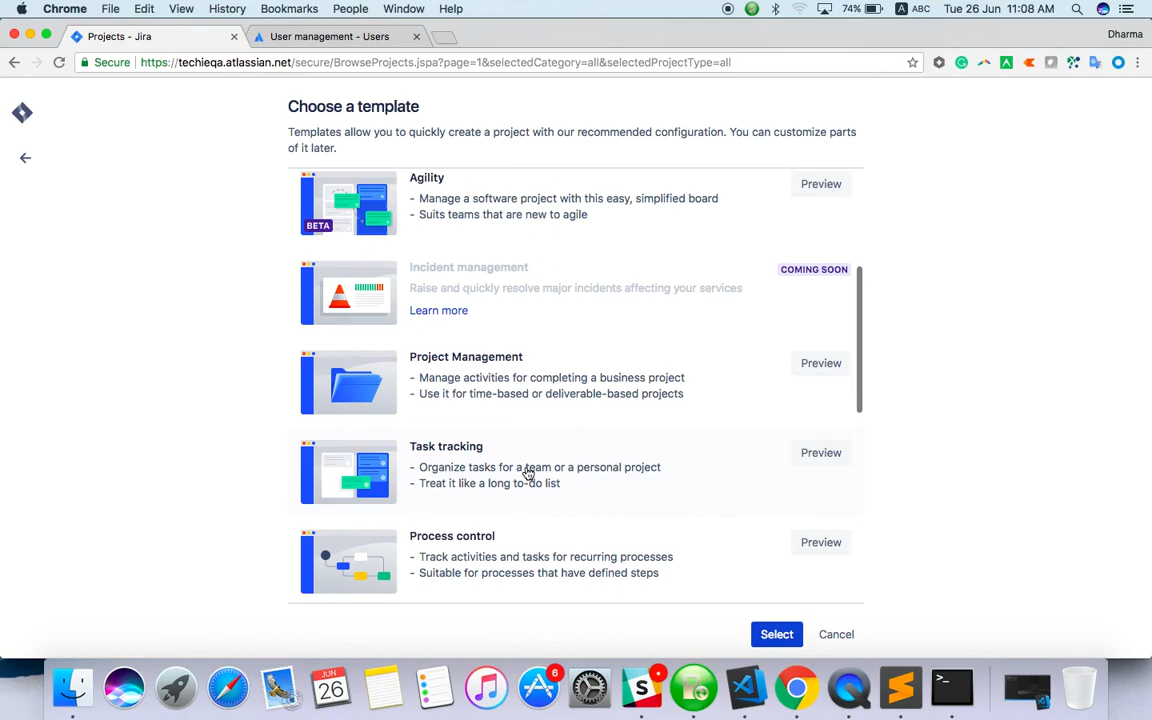 Chrome File Edit View History Bookmarks People Window Help 74% A ABC Tue 26 Jun 11:08 AM
Projects - Jira User management - Users Dharma
Secure https://techieqa.atlassian.net/secure/BrowseProjects.jspa?page=1&selectedCategory=all&selectedProjectType=all
Choose a template
Templates allow you to quickly create a project with our recommended configuration. You can customize parts
of it later.
Agility Preview
- Manage a software project with this easy, simplified board
- Suits teams that are new to agile
BETA
Incident management COMING SOON
Raise and quickly resolve major incidents affecting your services
Learn more
Project Management Preview
- Manage activities for completing a business project
- Use it for time-based or deliverable-based projects
Task tracking Preview
- Organize tasks for a team or a personal project
- Treat it like a long to-do list
Process control Preview
- Track activities and tasks for recurring processes
- Suitable for processes that have defined steps
Select Cancel
JUN
26
6